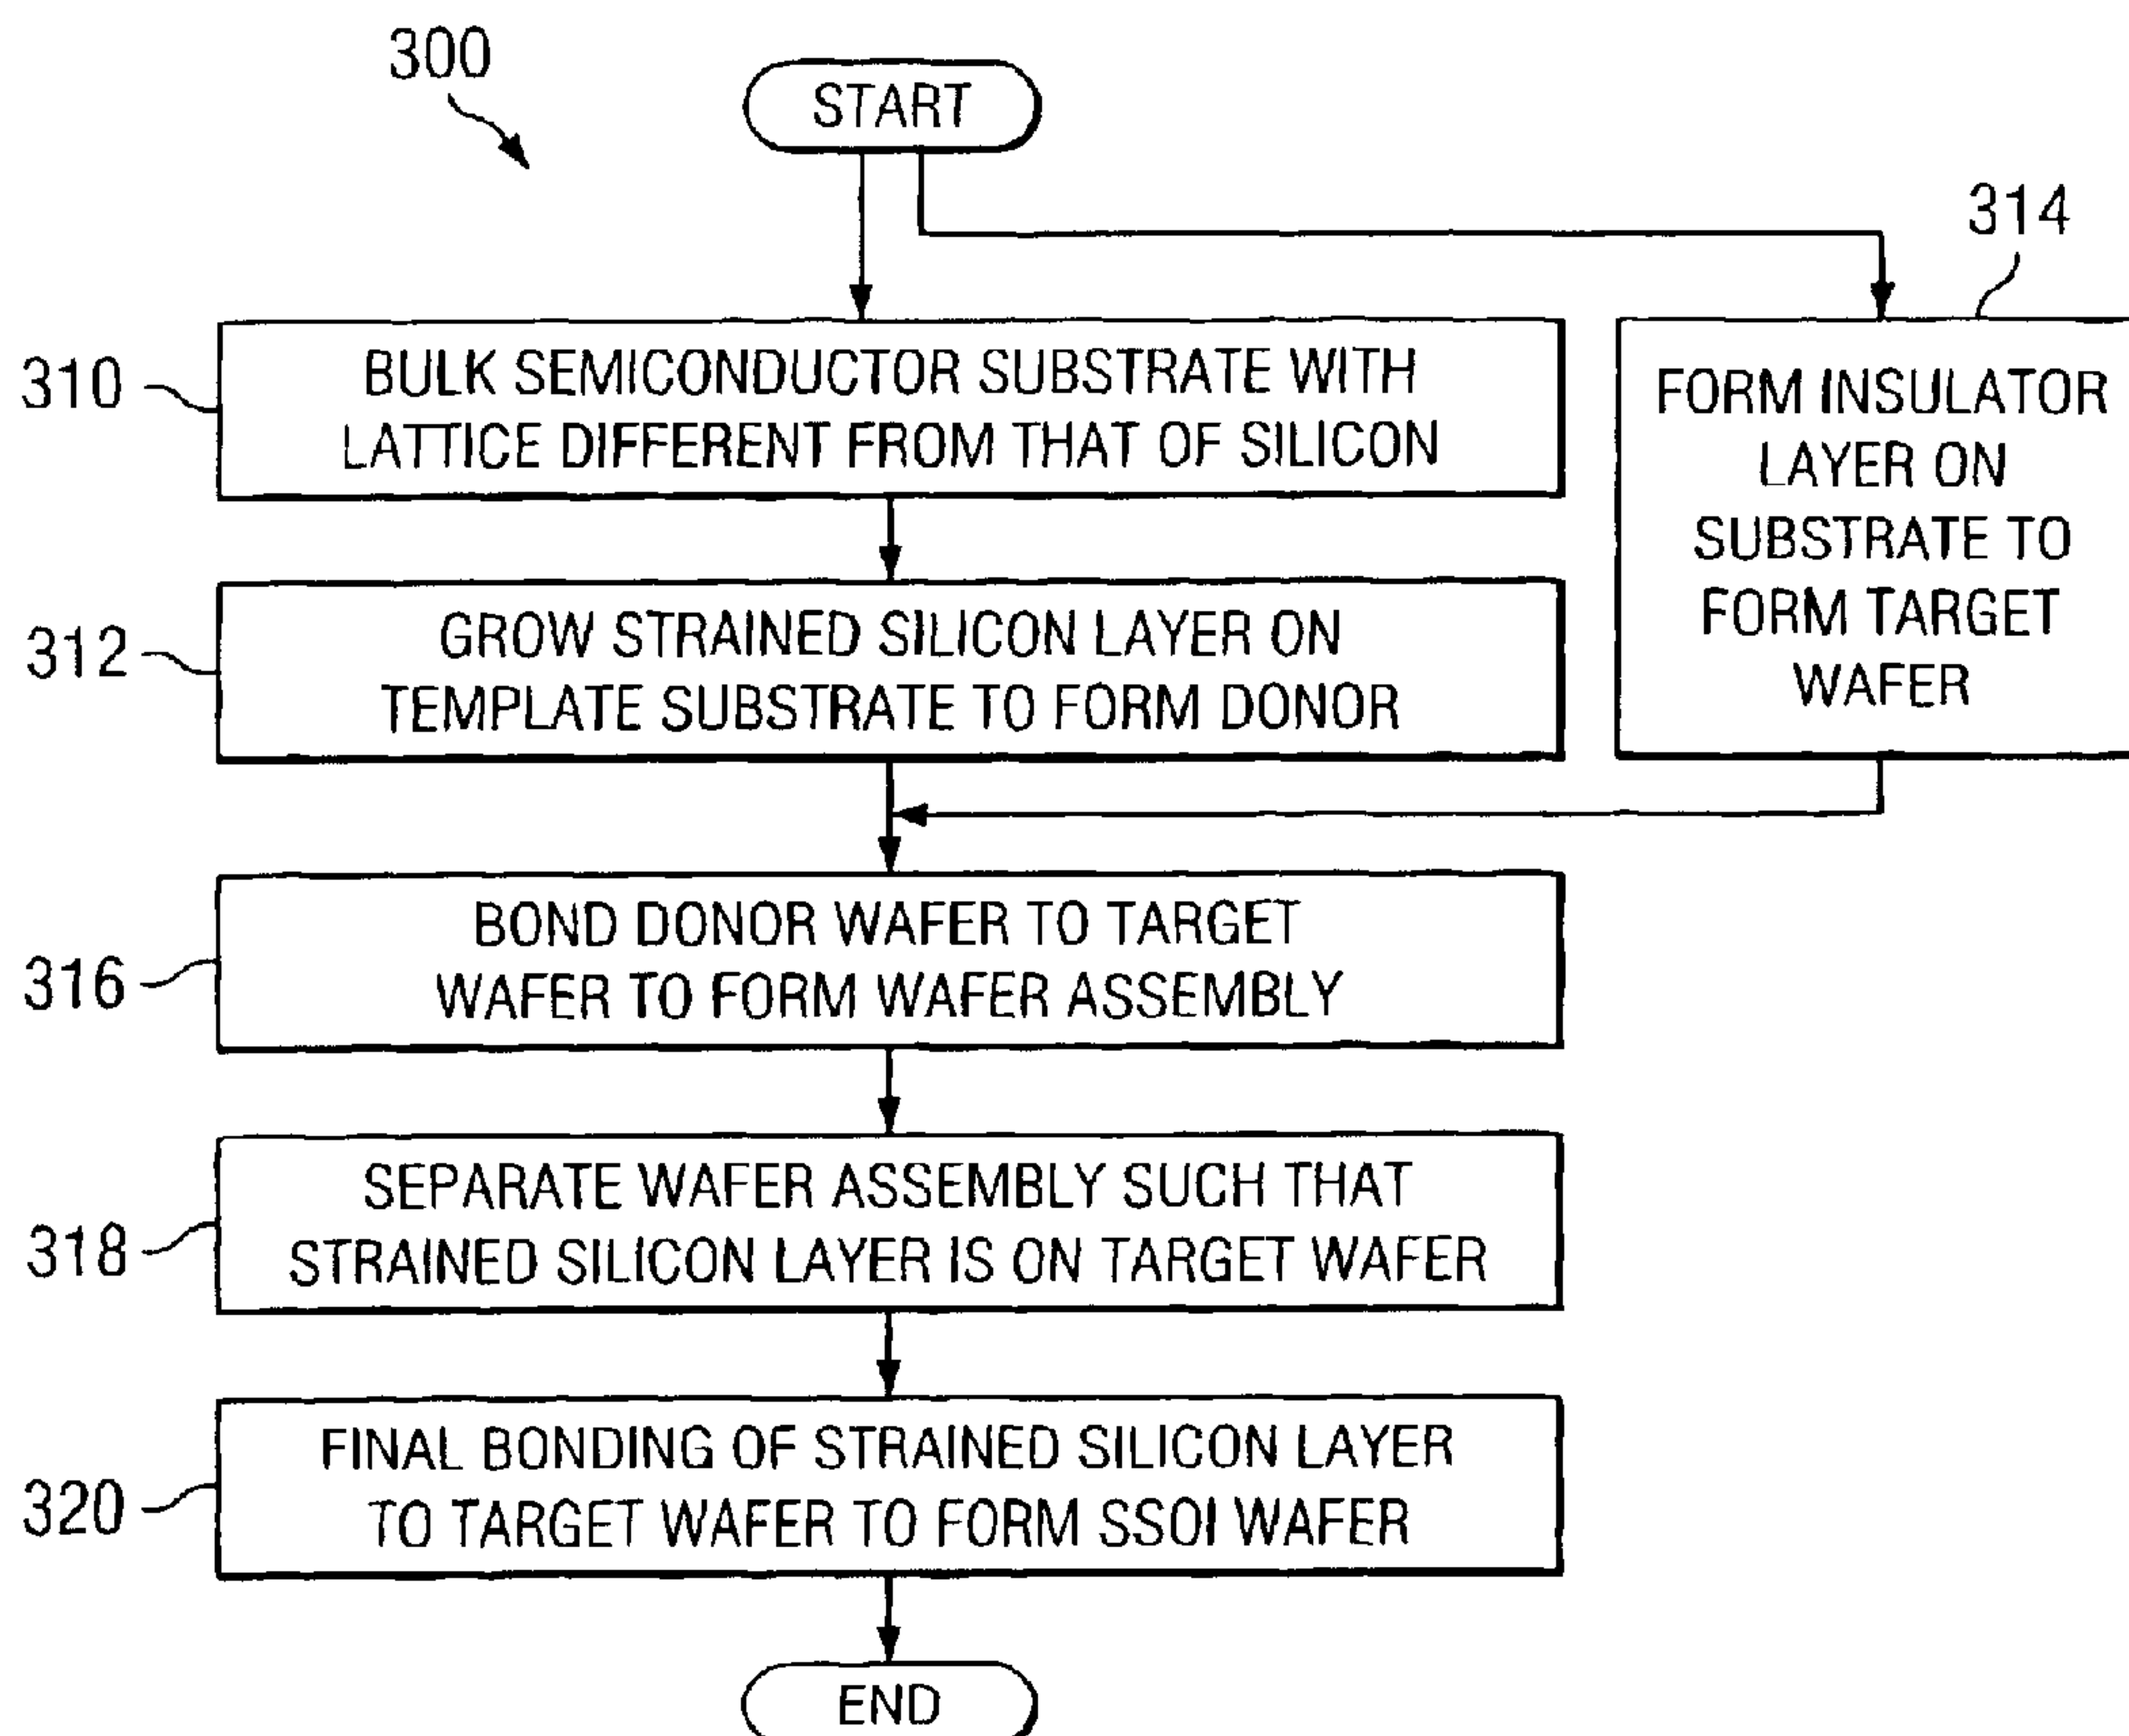 300
START
314
310
BULK SEMICONDUCTOR SUBSTRATE WITH
LATTICE DIFFERENT FROM THAT OF SILICON
FORM INSULATOR
LAYER ON
SUBSTRATE TO
FORM TARGET
WAFER
312
GROW STRAINED SILICON LAYER ON
TEMPLATE SUBSTRATE TO FORM DONOR
316
BOND DONOR WAFER TO TARGET
WAFER TO FORM WAFER ASSEMBLY
318
SEPARATE WAFER ASSEMBLY SUCH THAT
STRAINED SILICON LAYER IS ON TARGET WAFER
320
FINAL BONDING OF STRAINED SILICON LAYER
TO TARGET WAFER TO FORM SSOI WAFER
END